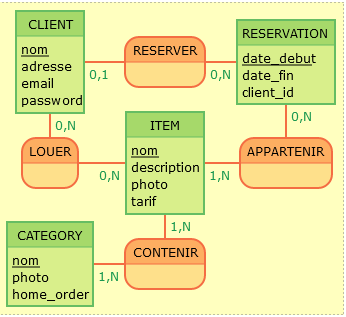 CLIENT
nom
adresse
email
password
RESERVER
0,1
0,N
RESERVATION
date_debut
date_fin
client_id
0,N
0,N
LOUER
0,N
ITEM
nom
description
photo
tarif
1,N
APPARTENIR
1,N
CATEGORY
nom
photo
home_order
1,N
CONTENIR